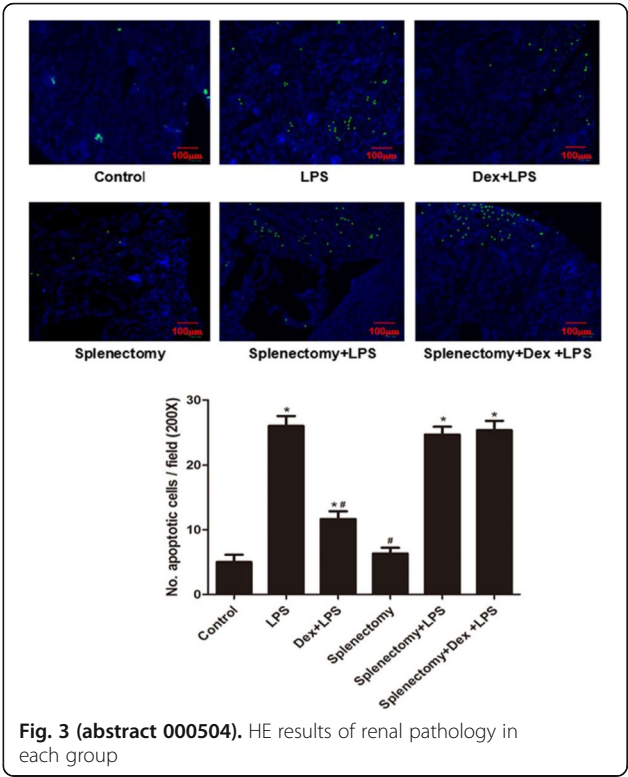 100μm
100μm
100μm
Control
LPS
Dex+LPS
100μm
100μm
100μm
Splenectomy
Splenectomy+LPS
Splenectomy+Dex +LPS
No. apoptotic cells / field (200X)
30
20
10
0
*
* #
#
*
*
Control
LPS
Dex+LPS
Splenectomy
Splenectomy+LPS
Splenectomy+Dex +LPS
Fig. 3 (abstract 000504). HE results of renal pathology in
each group